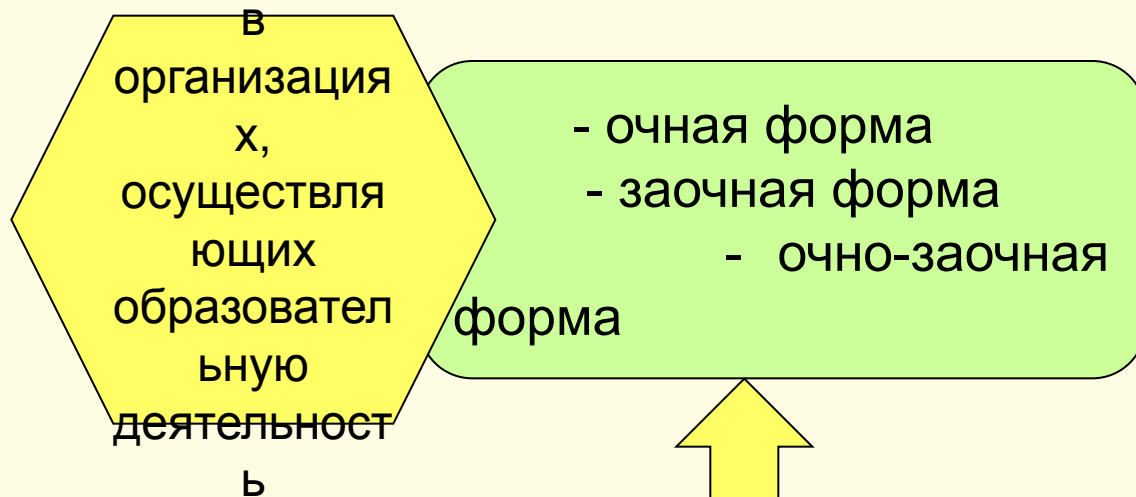 в
организация
х,
осуществля
ющих
образовател
ьную
деятельност
ь
- очная форма
- заочная форма
- очно-заочная
форма